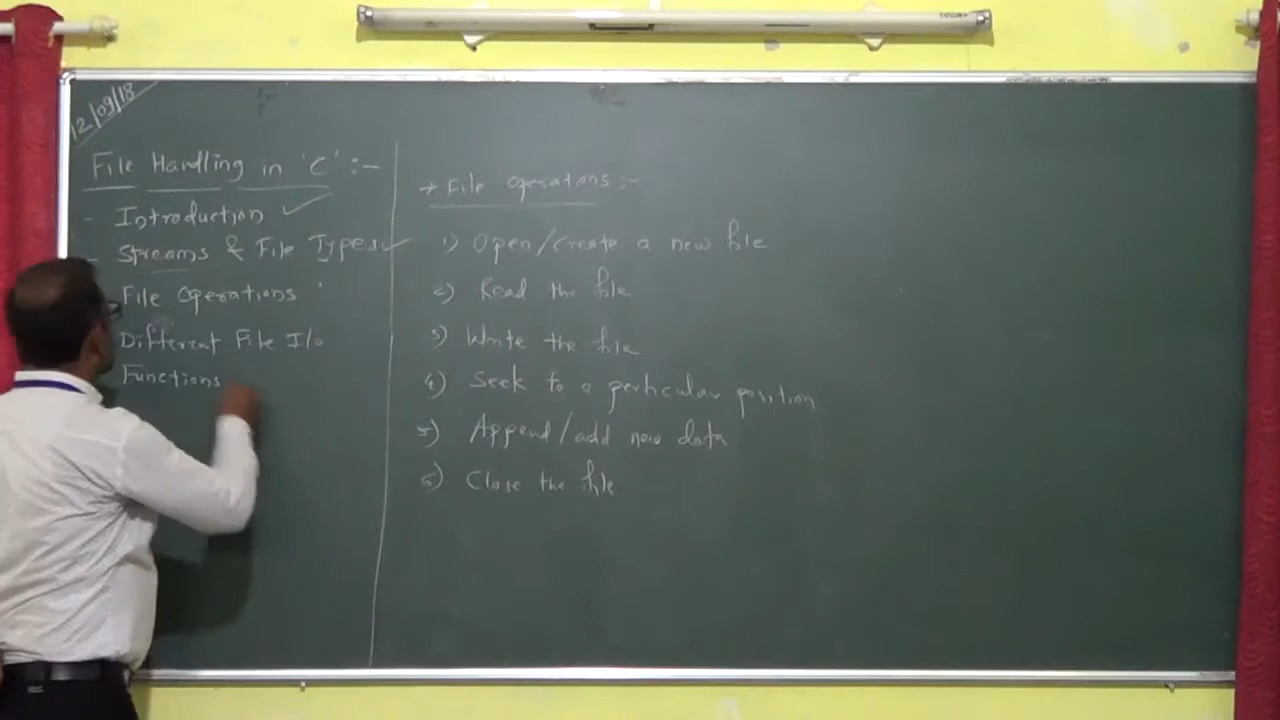 12/09/18
File Handling in 'C' :-
- Introduction ✓
- Streams & File Types ✓
File Operations
Different File I/o
Functions
* File operations :-
1) Open/create a new file
2) Read the file
3) Write the file
4) Seek to a perticular position
5) Append/add new data
6) Close the file